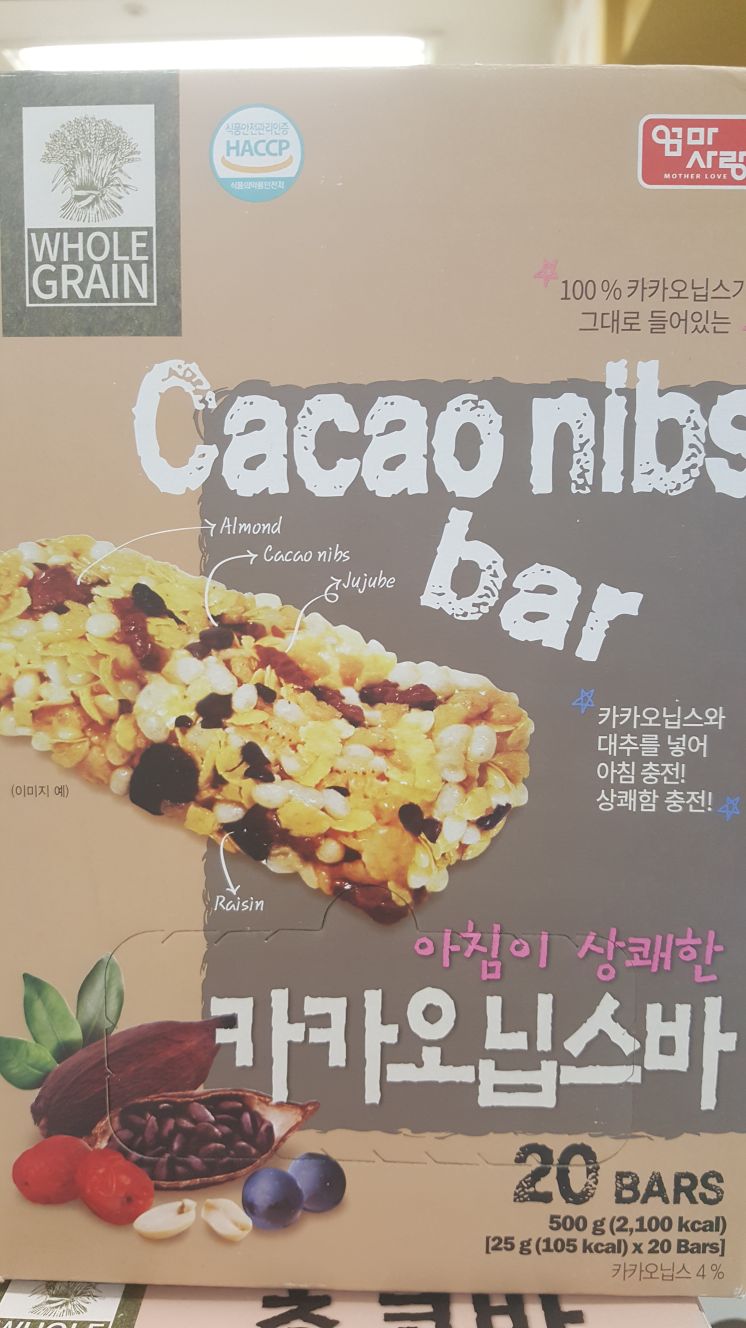 식품안전관리인증
HACCP
식품의약품안전처
엄마
사랑
MOTHER LOVE
WHOLE
GRAIN
100 % 카카오닙스가
그대로 들어있는
Cacao nibs
bar
Almond
Cacao nibs
Jujube
카카오닙스와
대추를 넣어
아침 충전!
상쾌함 충전!
(이미지 예)
Raisin
아침이 상쾌한
카카오닙스바
20 BARS
500 g (2,100 kcal)
[25 g (105 kcal) x 20 Bars]
카카오닙스 4 %